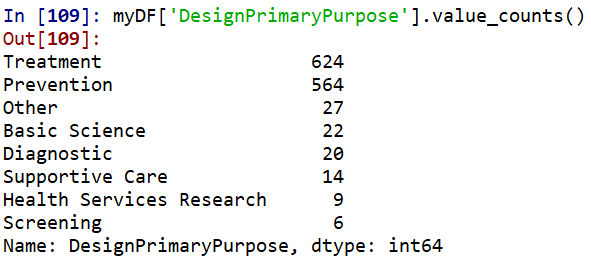 In [109]: myDF['DesignPrimaryPurpose'].value_counts()
Out[109]:
Treatment                   624
Prevention                  564
Other                        27
Basic Science                22
Diagnostic                   20
Supportive Care              14
Health Services Research      9
Screening                     6
Name: DesignPrimaryPurpose, dtype: int64